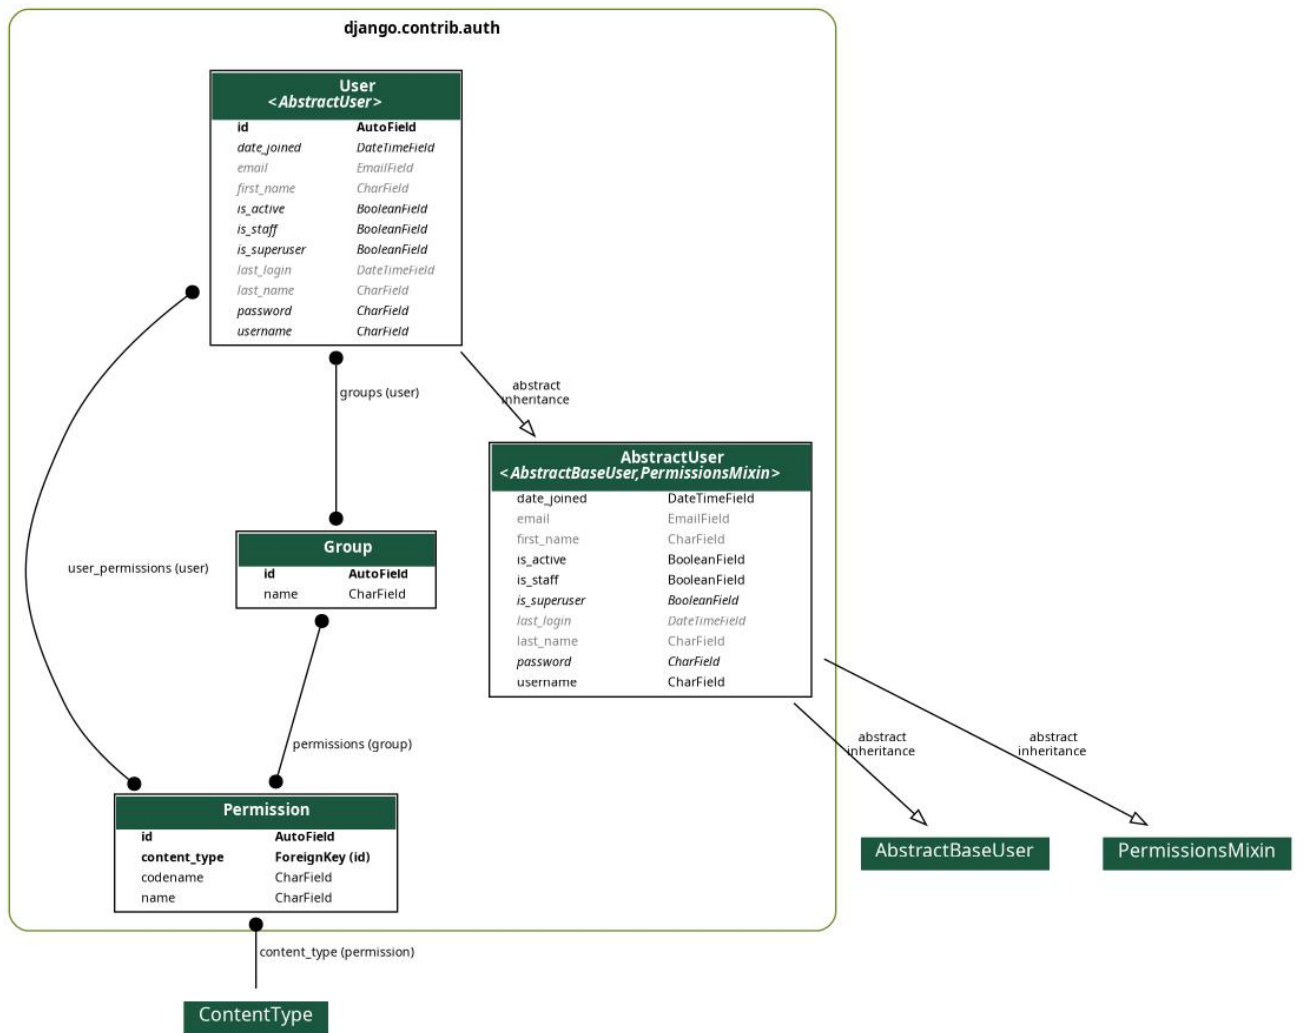 django.contrib.auth
User
<AbstractUser>
id AutoField
date_joined DateTimeField
email EmailField
first_name CharField
is_active BooleanField
is_staff BooleanField
is_superuser BooleanField
last_login DateTimeField
last_name CharField
password CharField
username CharField
groups (user)
abstract
inheritance
AbstractUser
<AbstractBaseUser,PermissionsMixin>
date_joined DateTimeField
email EmailField
first_name CharField
is_active BooleanField
is_staff BooleanField
is_superuser BooleanField
last_login DateTimeField
last_name CharField
password CharField
username CharField
user_permissions (user)
Group
id AutoField
name CharField
permissions (group)
abstract
inheritance
abstract
inheritance
Permission
id AutoField
content_type ForeignKey (id)
codename CharField
name CharField
AbstractBaseUser
PermissionsMixin
content_type (permission)
ContentType